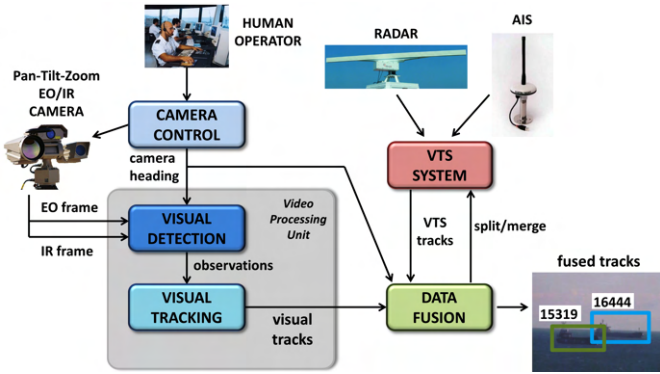 HUMAN
OPERATOR
RADAR
AIS
Pan-Tilt-Zoom
EO/IR
CAMERA
CAMERA
CONTROL
camera
heading
VTS
SYSTEM
EO frame
IR frame
VISUAL
DETECTION
Video
Processing
Unit
VTS
tracks
split/merge
observations
VISUAL
TRACKING
visual
tracks
DATA
FUSION
fused tracks
15319
16444